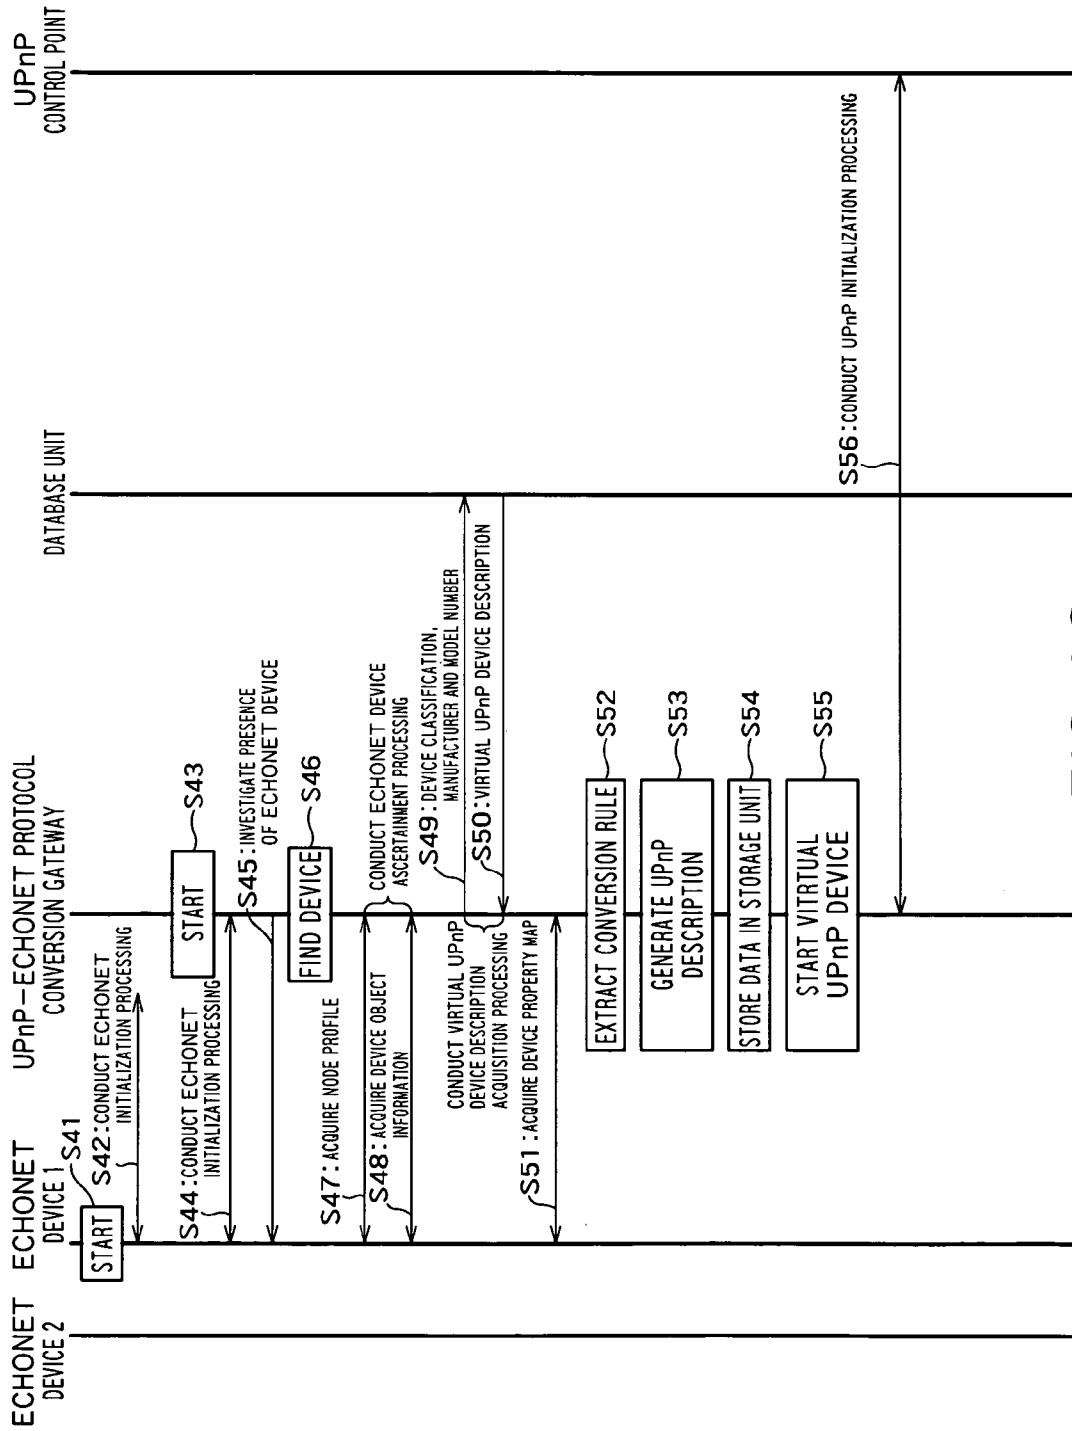 ECHONET
DEVICE 2
ECHONET
DEVICE 1
UPnP-ECHONET PROTOCOL
CONVERSION GATEWAY
DATABASE UNIT
UPnP
CONTROL POINT
START
S41
S42:CONDUCT ECHONET
INITIALIZATION PROCESSING
START
S43
S44:CONDUCT ECHONET
INITIALIZATION PROCESSING
S45:INVESTIGATE PRESENCE
OF ECHONET DEVICE
FIND DEVICE
S46
S47:ACQUIRE NODE PROFILE
S48:ACQUIRE DEVICE OBJECT
INFORMATION
CONDUCT ECHONET DEVICE
ASCERTAINMENT PROCESSING
CONDUCT VIRTUAL UPnP
DEVICE DESCRIPTION
ACQUISITION PROCESSING
S49:DEVICE CLASSIFICATION,
MANUFACTURER AND MODEL NUMBER
S50:VIRTUAL UPnP DEVICE DESCRIPTION
S51:ACQUIRE DEVICE PROPERTY MAP
EXTRACT CONVERSION RULE
S52
GENERATE UPnP
DESCRIPTION
S53
STORE DATA IN STORAGE UNIT
S54
START VITRTUAL
UPnP DEVICE
S55
S56:CONDUCT UPnP INITIALIZATION PROCESSING